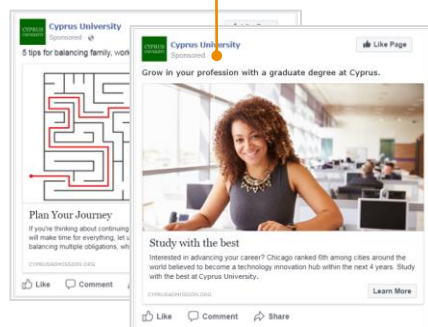 CYPRUS
UNIVERSITY
Cyprus University
Sponsored
5 tips for balancing family, work
Plan Your Journey
If you're thinking about continuing
will make time for everything, let u
balancing multiple obligations, wh
CYPRUSADMISSION.ORG
Like Comment
CYPRUS
UNIVERSITY
Cyprus University
Sponsored
Like Page
Grow in your profession with a graduate degree at Cyprus.
Study with the best
Interested in advancing your career? Chicago ranked 6th among cities around the
world believed to become a technology innovation hub within the next 4 years. Study
with the best at Cyprus University.
CYPRUSADMISSION.ORG
Learn More
Like Comment Share